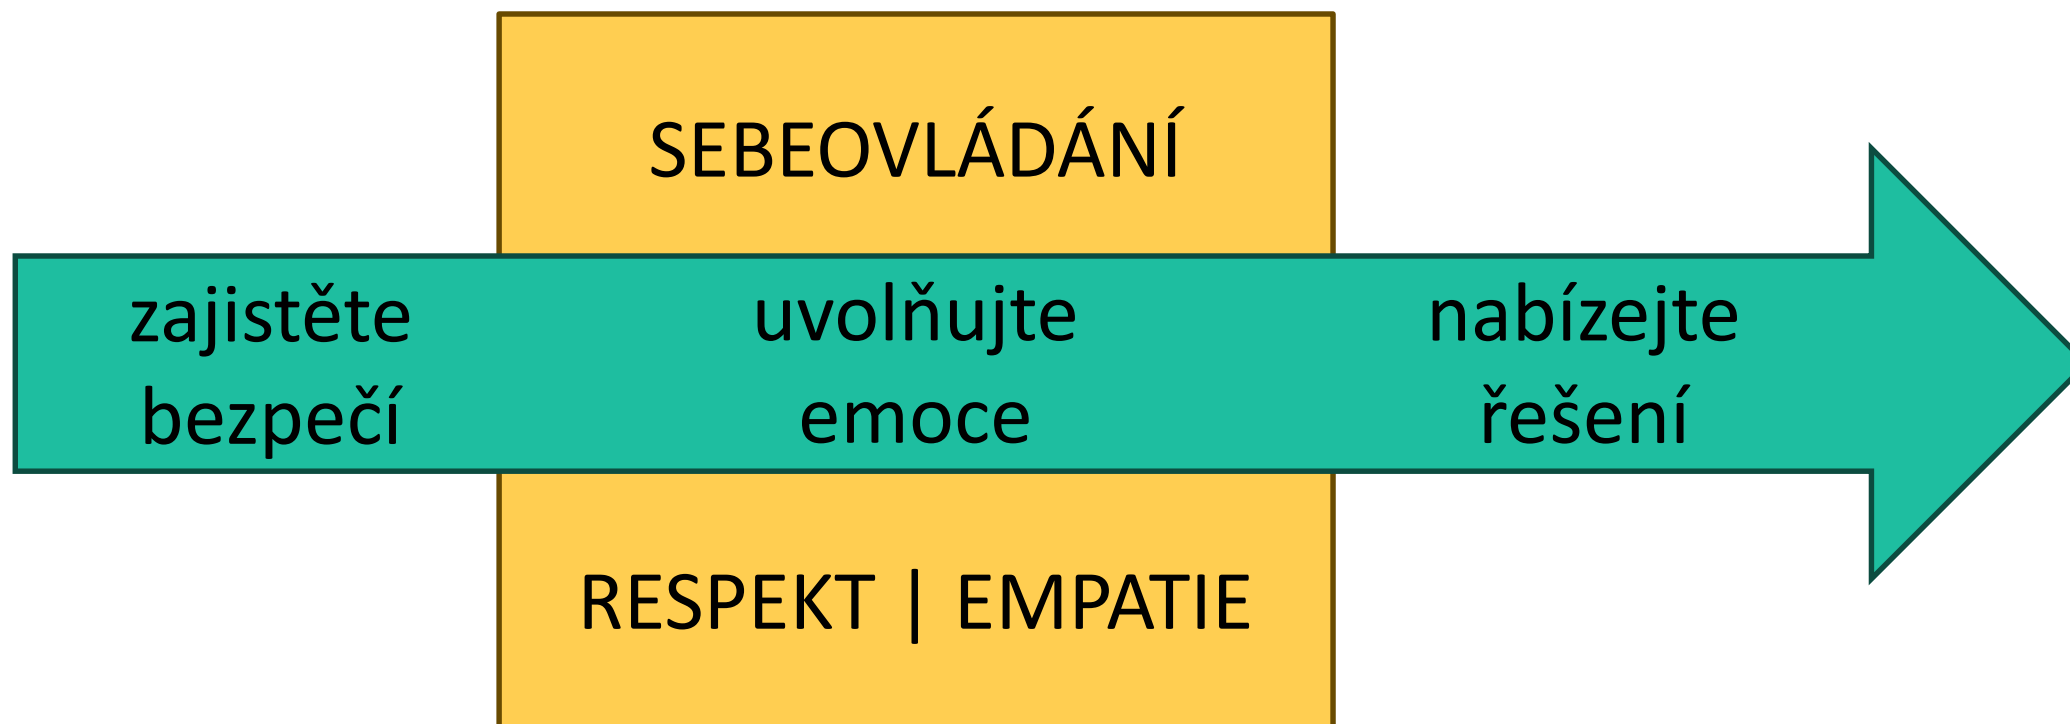 SEBEOVLÁDÁNÍ
zajistěte
bezpečí
uvolňujte
emoce
nabízejte
řešení
RESPEKT | EMPATIE